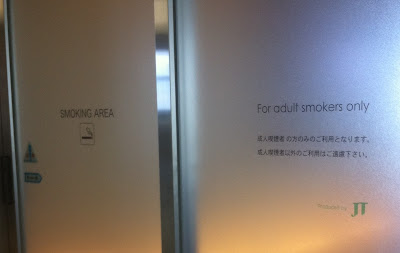 SMOKING AREA
For adult smokers only
成人喫煙者の方のみのご利用となります。
成人喫煙者以外のご利用はご遠慮下さい。
JT